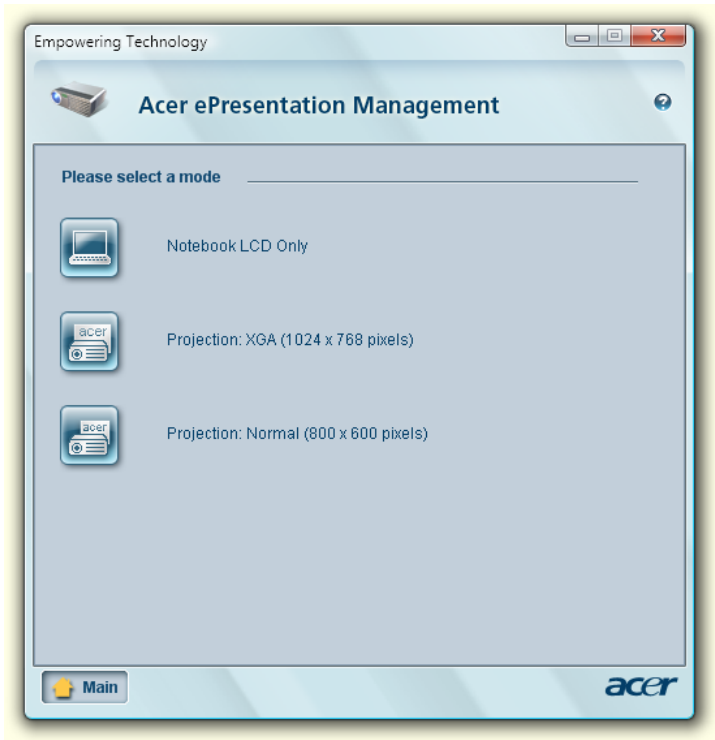 Empowering Technology
Acer ePresentation Management
?
Please select a mode
Notebook LCD Only
acer
Projection: XGA (1024 x 768 pixels)
acer
Projection: Normal (800 x 600 pixels)
Main
acer